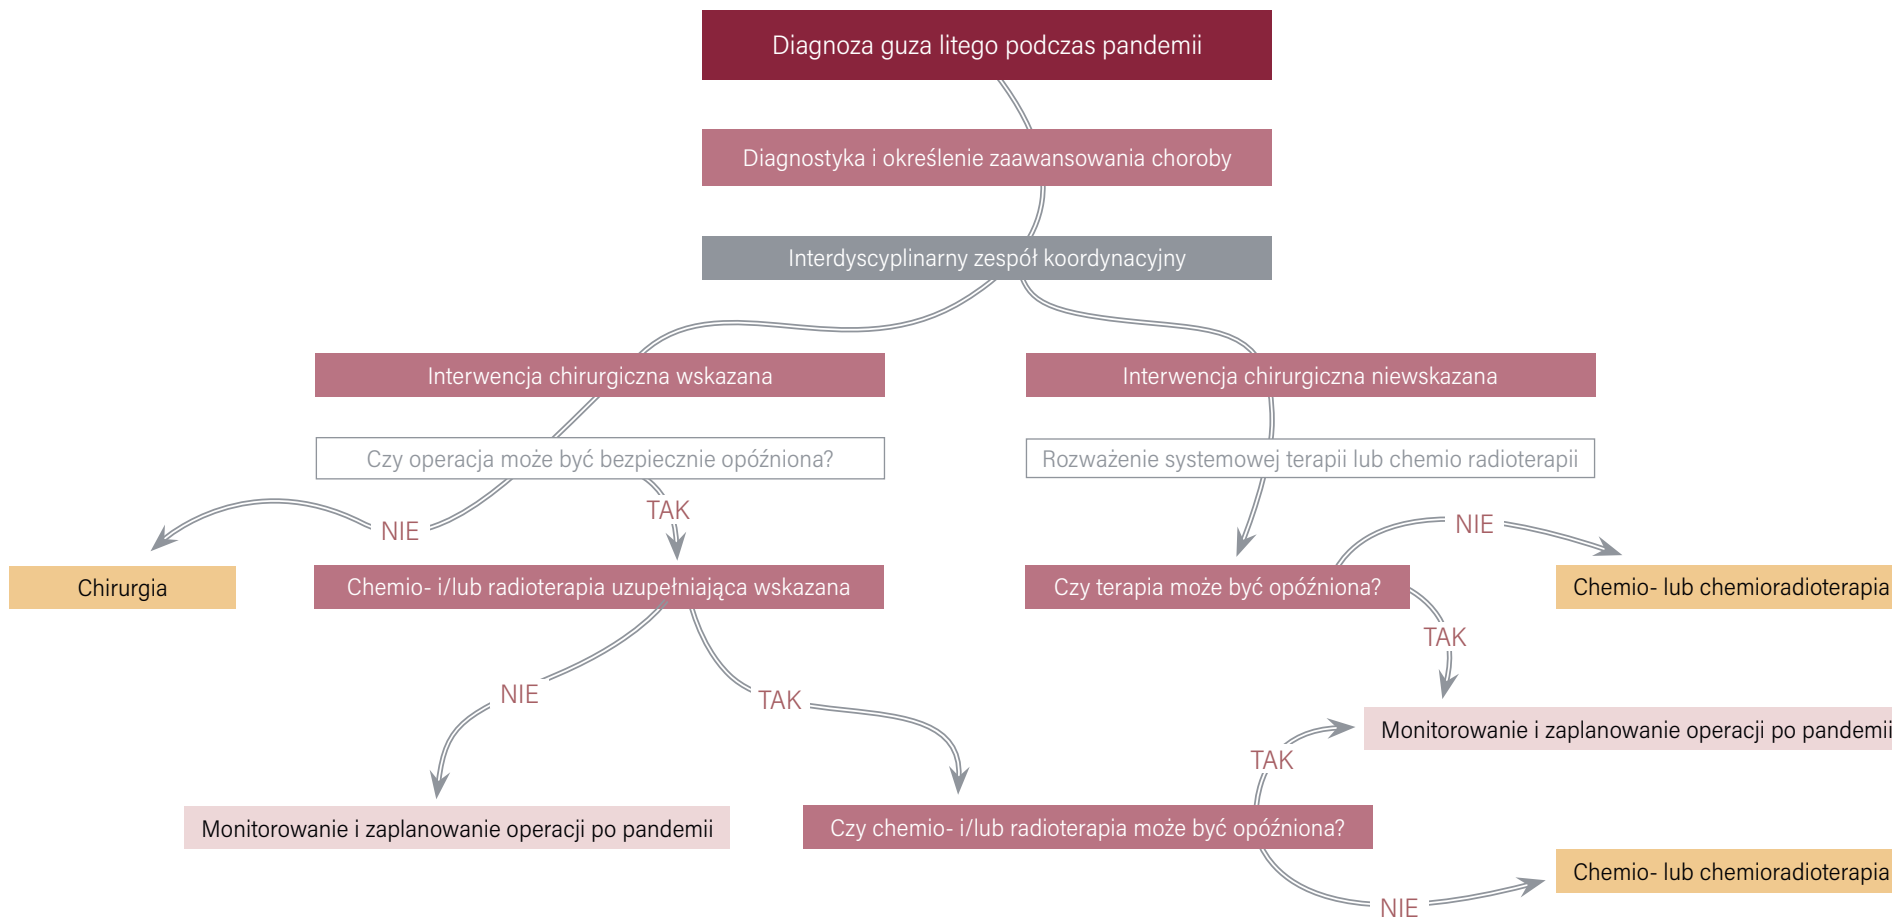 Diagnoza guza litego podczas pandemii
Diagnostyka i określenie zaawansowania choroby
Interdyscyplinarny zespół koordynacyjny
Interwencja chirurgiczna wskazana
Interwencja chirurgiczna niewskazana
Czy operacja może być bezpiecznie opóźniona?
Rozważenie systemowej terapii lub chemio radioterapii
NIE
TAK
NIE
Chirurgia
Chemio- i/lub radioterapia uzupełniająca wskazana
Czy terapia może być opóźniona?
Chemio- lub chemioradioterapia
TAK
NIE
TAK
Monitorowanie i zaplanowanie operacji po pandemii
TAK
Monitorowanie i zaplanowanie operacji po pandemii
Czy chemio- i/lub radioterapia może być opóźniona?
Chemio- lub chemioradioterapia
NIE